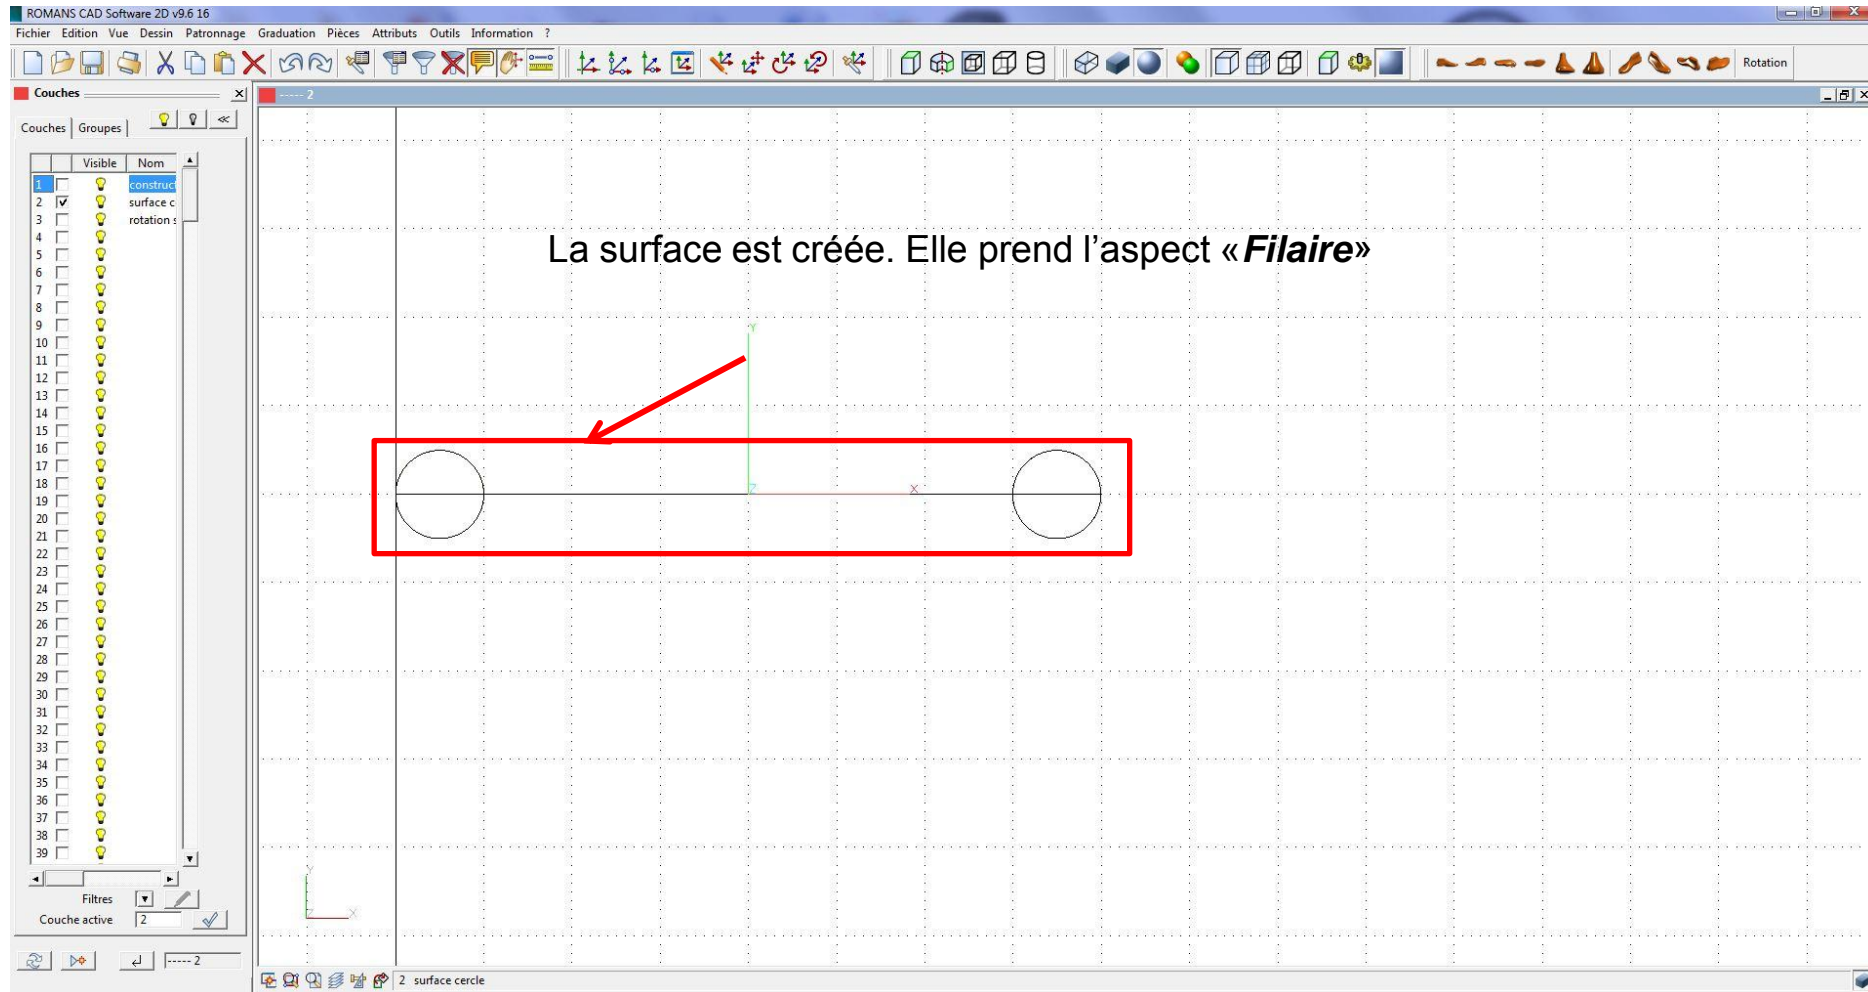 ROMANS CAD Software 2D v9.6 16
Fichier Edition Vue Dessin Patronnage Graduation Pièces Attributs Outils Information ?
Rotation
Couches
----- 2
Couches Groupes
Visible Nom
1 construct
2 surface c
3 rotation s
4
5
6
7
8
9
10
11
12
13
14
15
16
17
18
19
20
21
22
23
24
25
26
27
28
29
30
31
32
33
34
35
36
37
38
39
La surface est créée. Elle prend l’aspect «Filaire»
Y
Z X
Y
Z X
Filtres
Couche active 2
----- 2
2 surface cercle